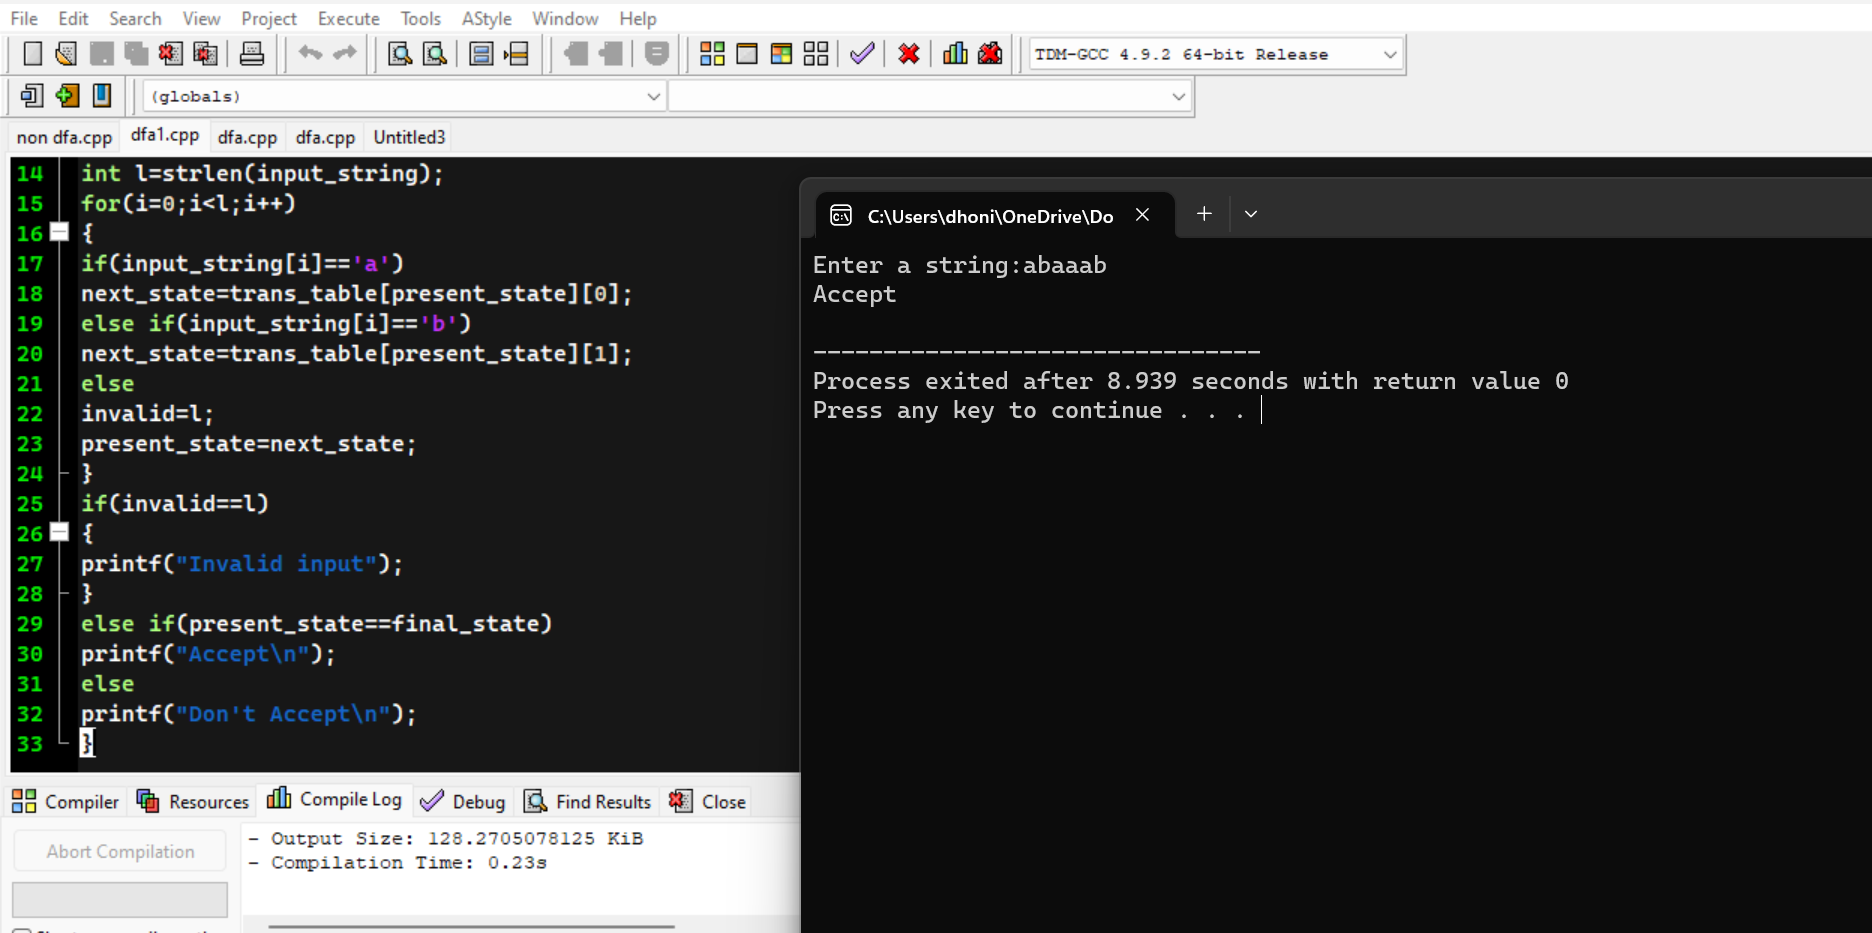 File Edit Search View Project Execute Tools AStyle Window Help
TDM-GCC 4.9.2 64-bit Release
(globals)
non dfa.cpp dfa1.cpp dfa.cpp dfa.cpp Untitled3
14 int l=strlen(input_string);
15 for(i=0;i<l;i++)
16 {
17 if(input_string[i]=='a')
18 next_state=trans_table[present_state][0];
19 else if(input_string[i]=='b')
20 next_state=trans_table[present_state][1];
21 else
22 invalid=l;
23 present_state=next_state;
24 }
25 if(invalid==l)
26 {
27 printf("Invalid input");
28 }
29 else if(present_state==final_state)
30 printf("Accept\n");
31 else
32 printf("Don't Accept\n");
33 }
C:\Users\dhoni\OneDrive\Do
Enter a string:abaaab
Accept
--------------------------------
Process exited after 8.939 seconds with return value 0
Press any key to continue . . .
Compiler Resources Compile Log Debug Find Results Close
Abort Compilation
- Output Size: 128.2705078125 KiB
- Compilation Time: 0.23s